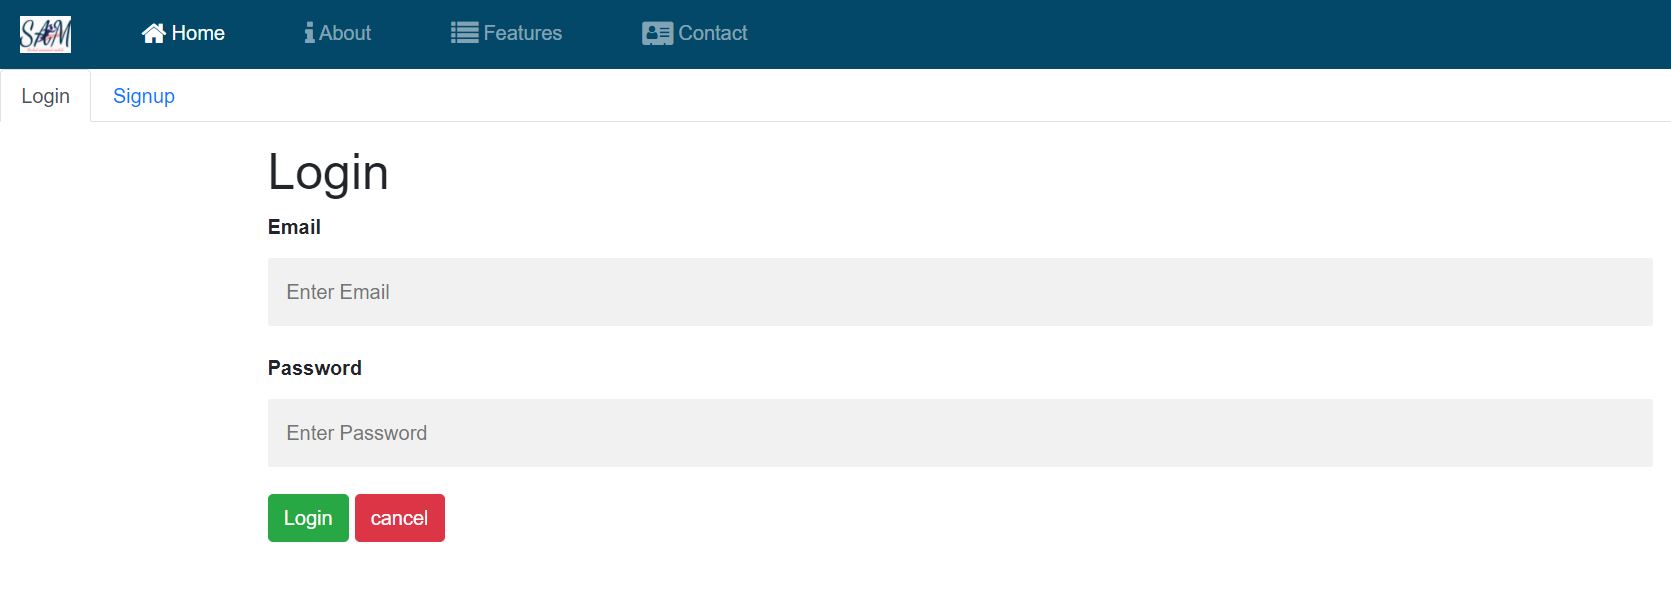 SAM
Home About Features Contact
Login Signup
Login
Email
Enter Email
Password
Enter Password
Login cancel